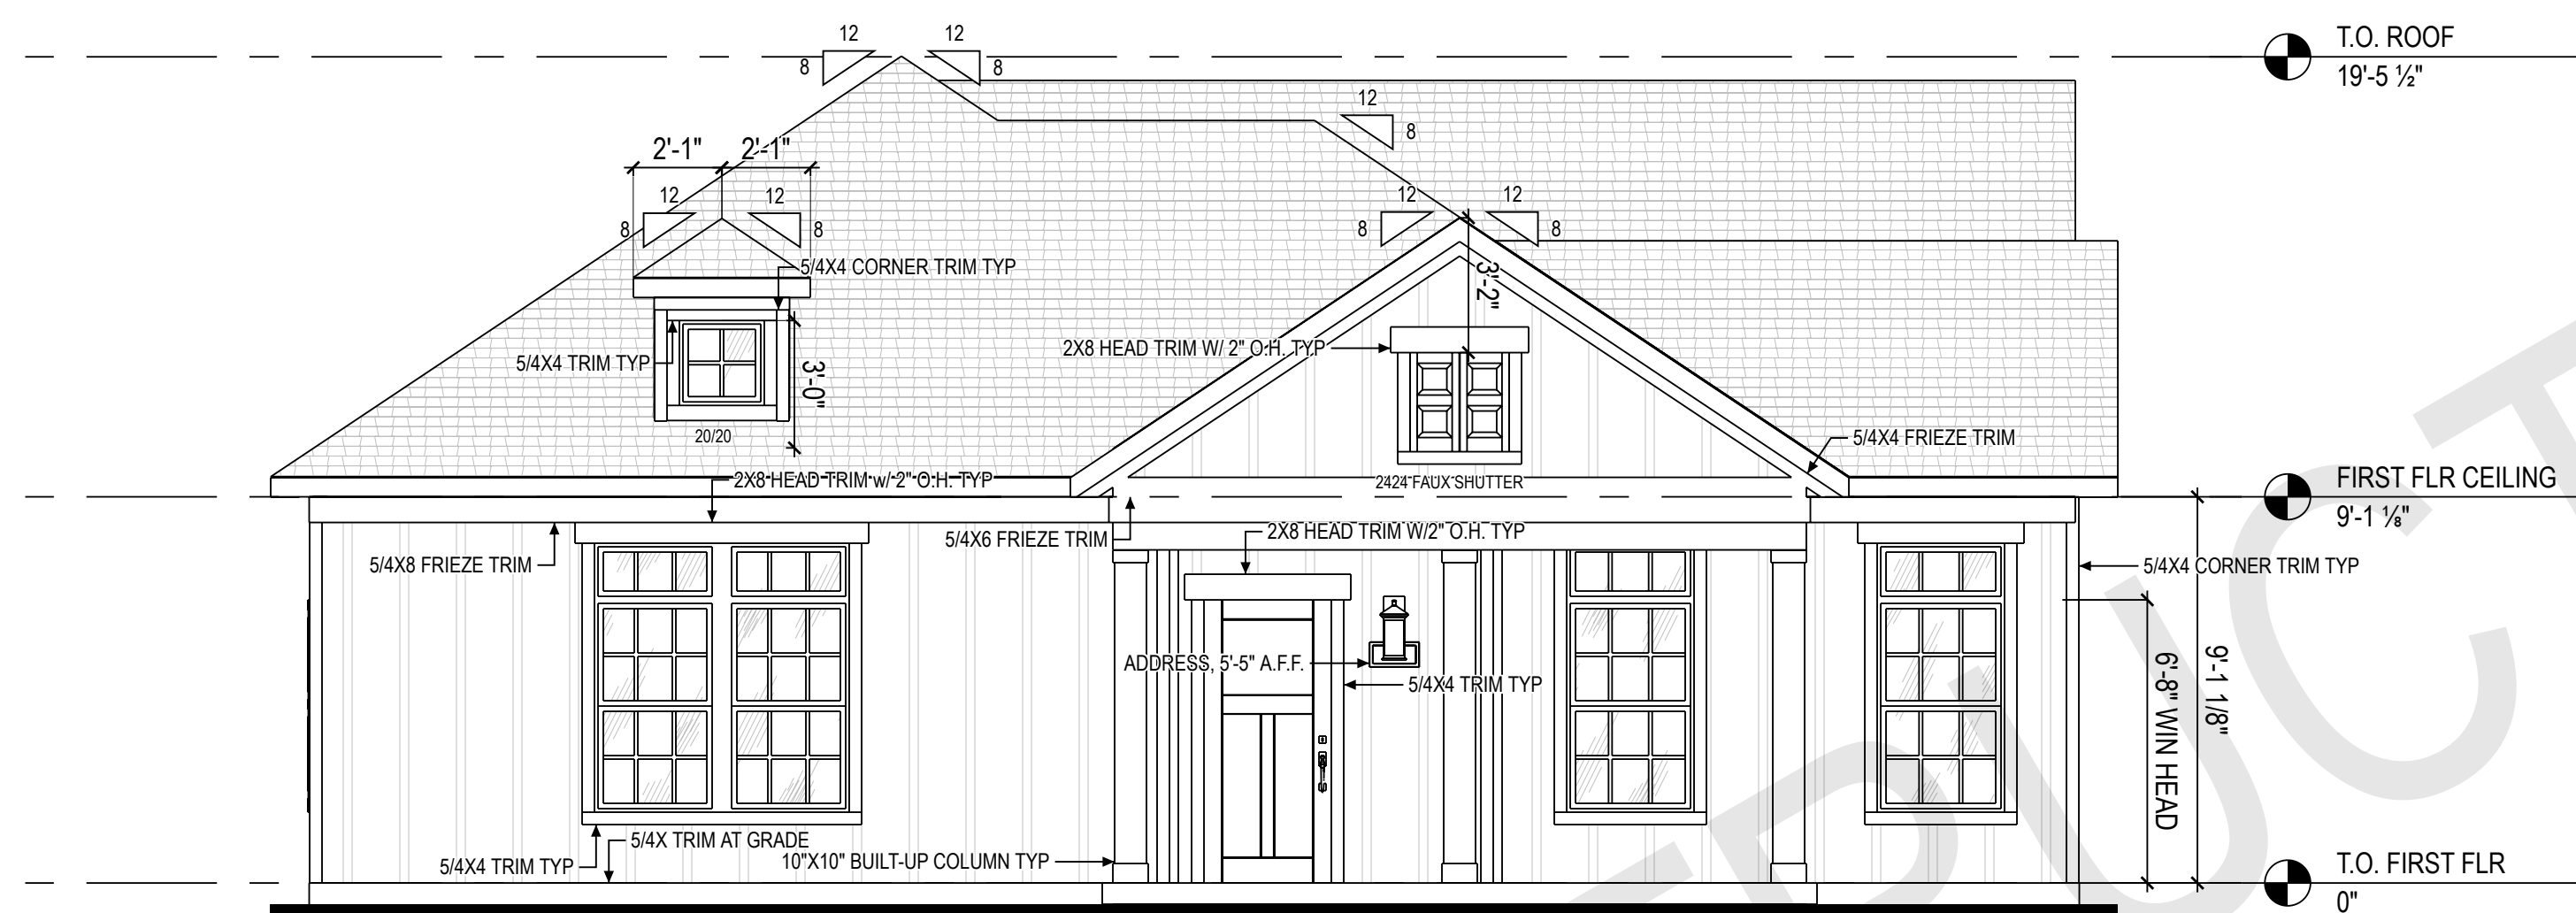 12
12
T.O. ROOF
8
8
19'-5 ½"
12
8
2'-1"
2'-1"
12
12
8
8
12
12
8
8
5/4X4 CORNER TRIM TYP
3'-2"
2X8 HEAD TRIM W/ 2" O.H. TYP
5/4X4 TRIM TYP
3'-0"
20/20
5/4X4 FRIEZE TRIM
2X8 HEAD TRIM w/ 2" O.H. TYP
2424 FAUX SHUTTER
FIRST FLR CEILING
9'-1 ⅛"
5/4X6 FRIEZE TRIM
2X8 HEAD TRIM W/2" O.H. TYP
5/4X8 FRIEZE TRIM
5/4X4 CORNER TRIM TYP
ADDRESS, 5'-5" A.F.F.
5/4X4 TRIM TYP
6'-8" WIN HEAD
9'-1 1/8"
5/4X TRIM AT GRADE
5/4X4 TRIM TYP
10"X10" BUILT-UP COLUMN TYP
T.O. FIRST FLR
0"